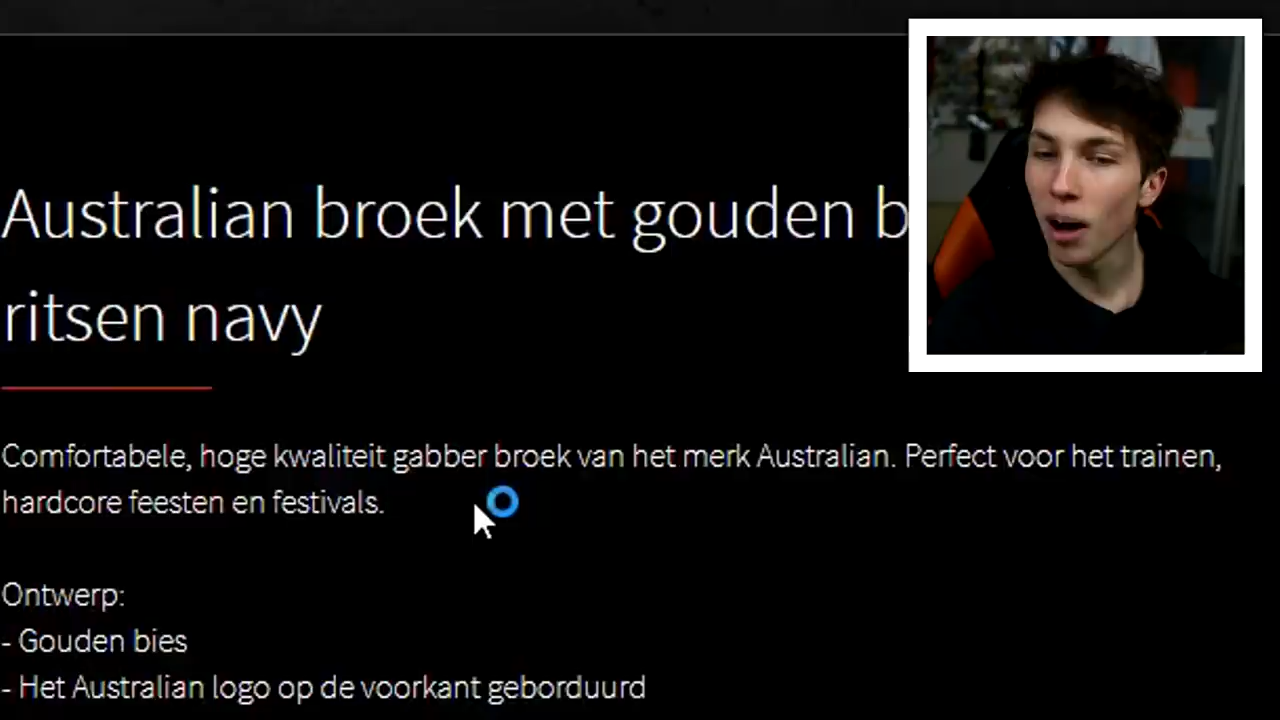 Australian broek met gouden
ritsen navy
Comfortabele, hoge kwaliteit gabber broek van het merk Australian. Perfect voor het trainen,
hardcore feesten en festivals.
Ontwerp:
- Gouden bies
- Het Australian logo op de voorkant geborduurd